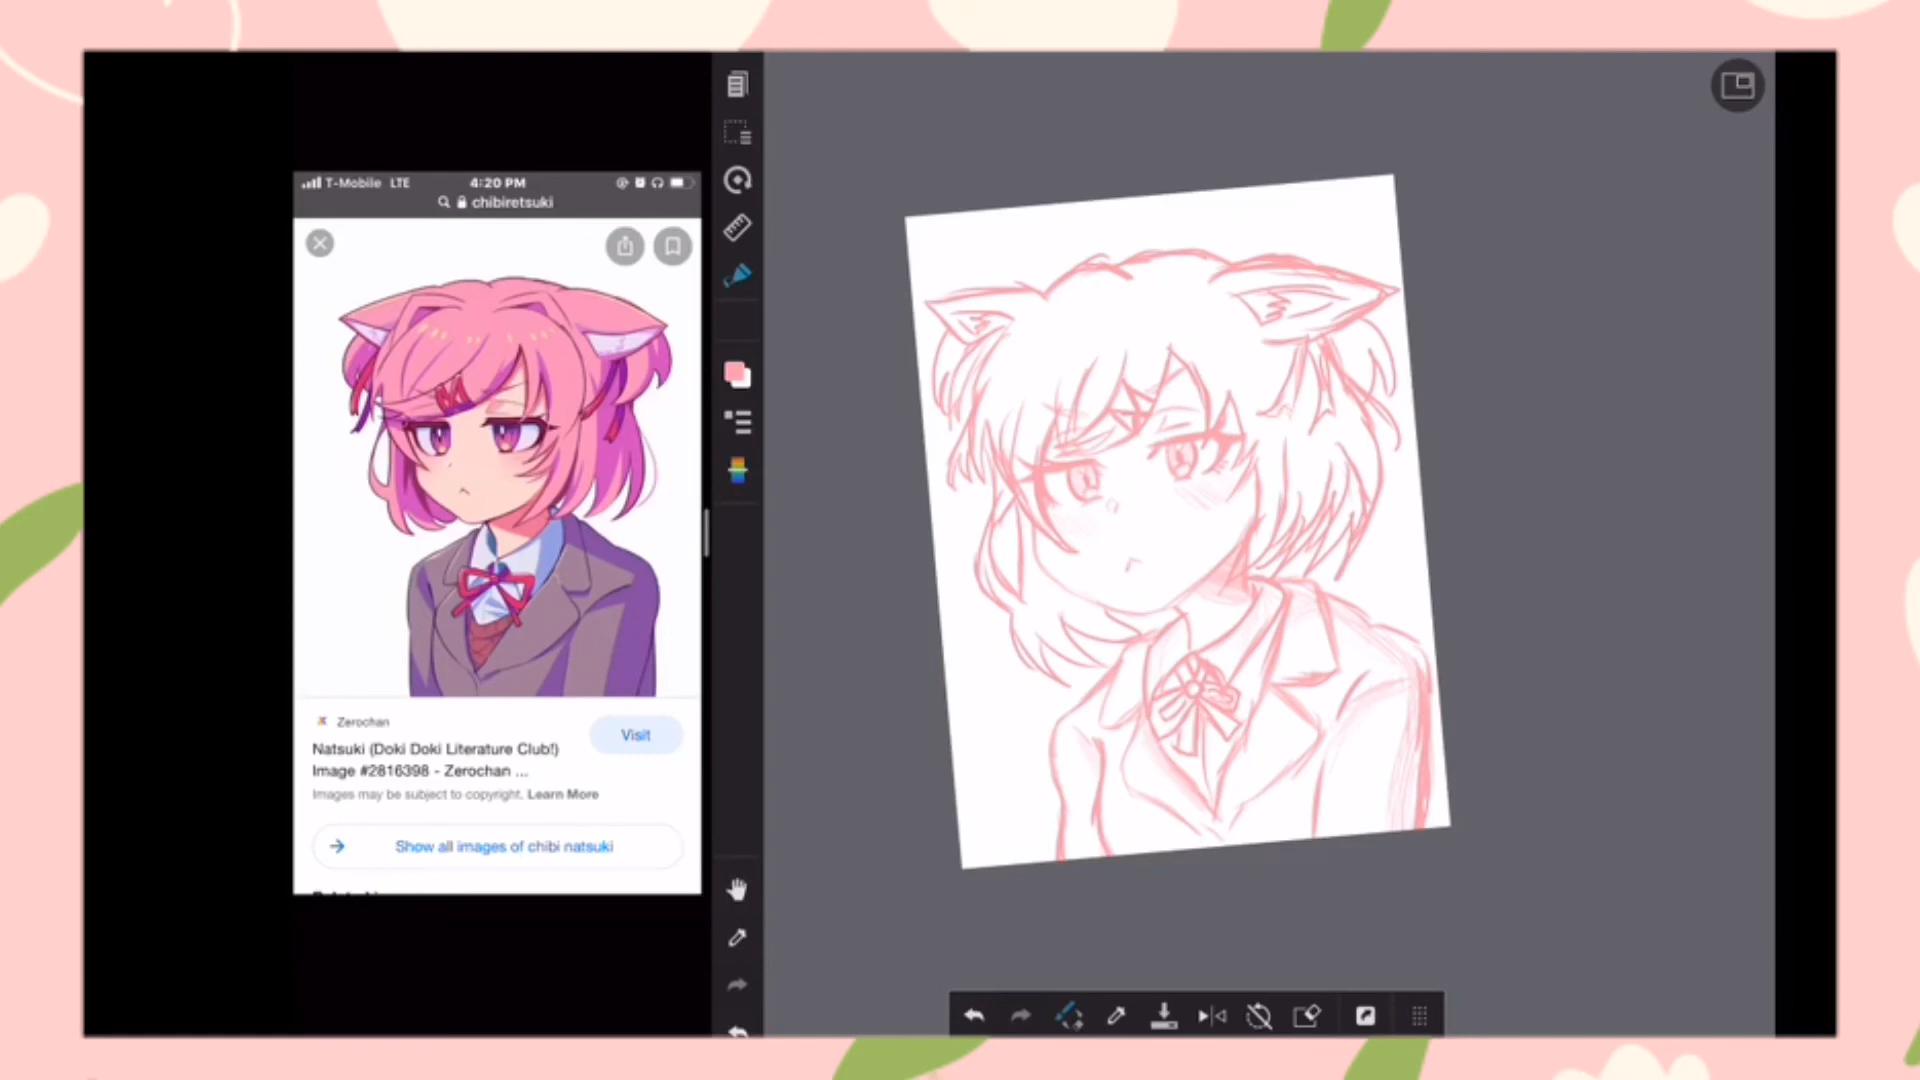 T-Mobile LTE 4:20 PM
chibiretsuki
Zerochan
Visit
Natsuki (Doki Doki Literature Club!)
Image #2816398 - Zerochan ...
Images may be subject to copyright. Learn More
Show all images of chibi natsuki